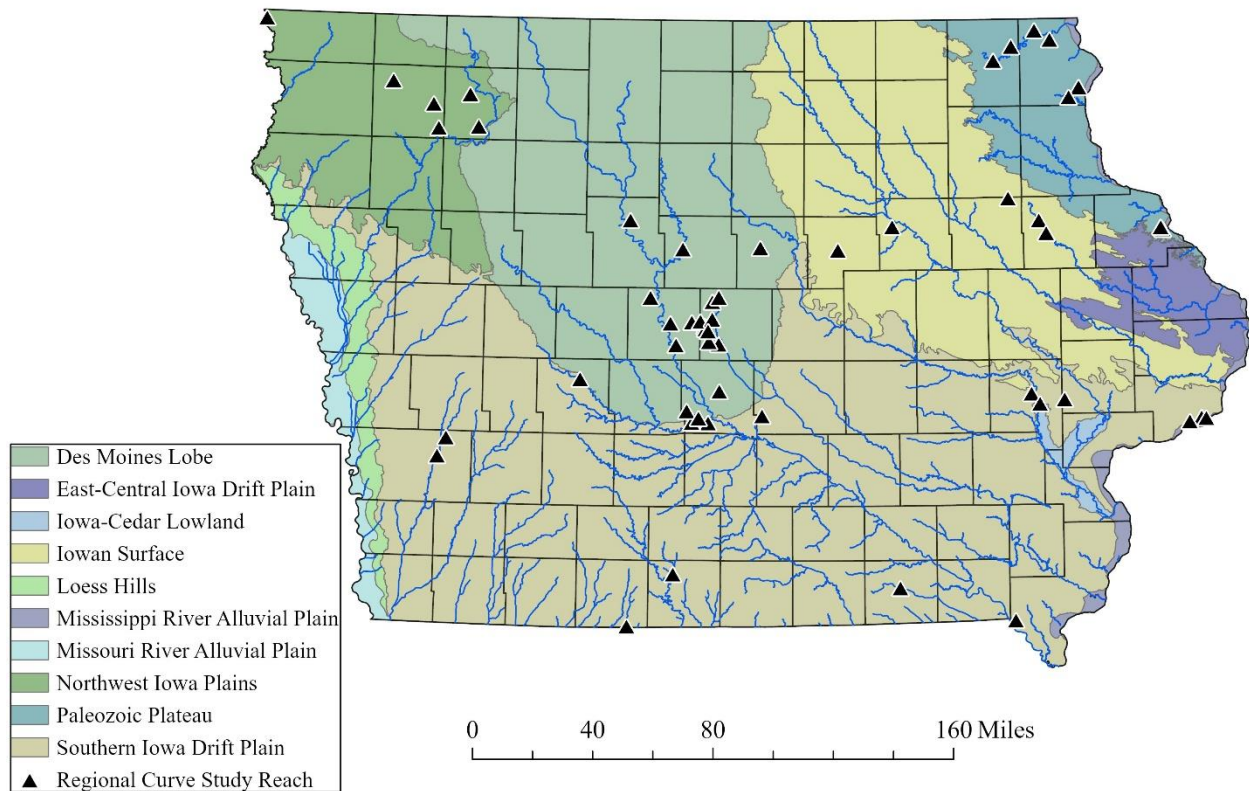 Des Moines Lobe
East-Central Iowa Drift Plain
Iowa-Cedar Lowland
Iowan Surface
Loess Hills
Mississippi River Alluvial Plain
Missouri River Alluvial Plain
Northwest Iowa Plains
Paleozoic Plateau
Southern Iowa Drift Plain
Regional Curve Study Reach
0 40 80 160 Miles